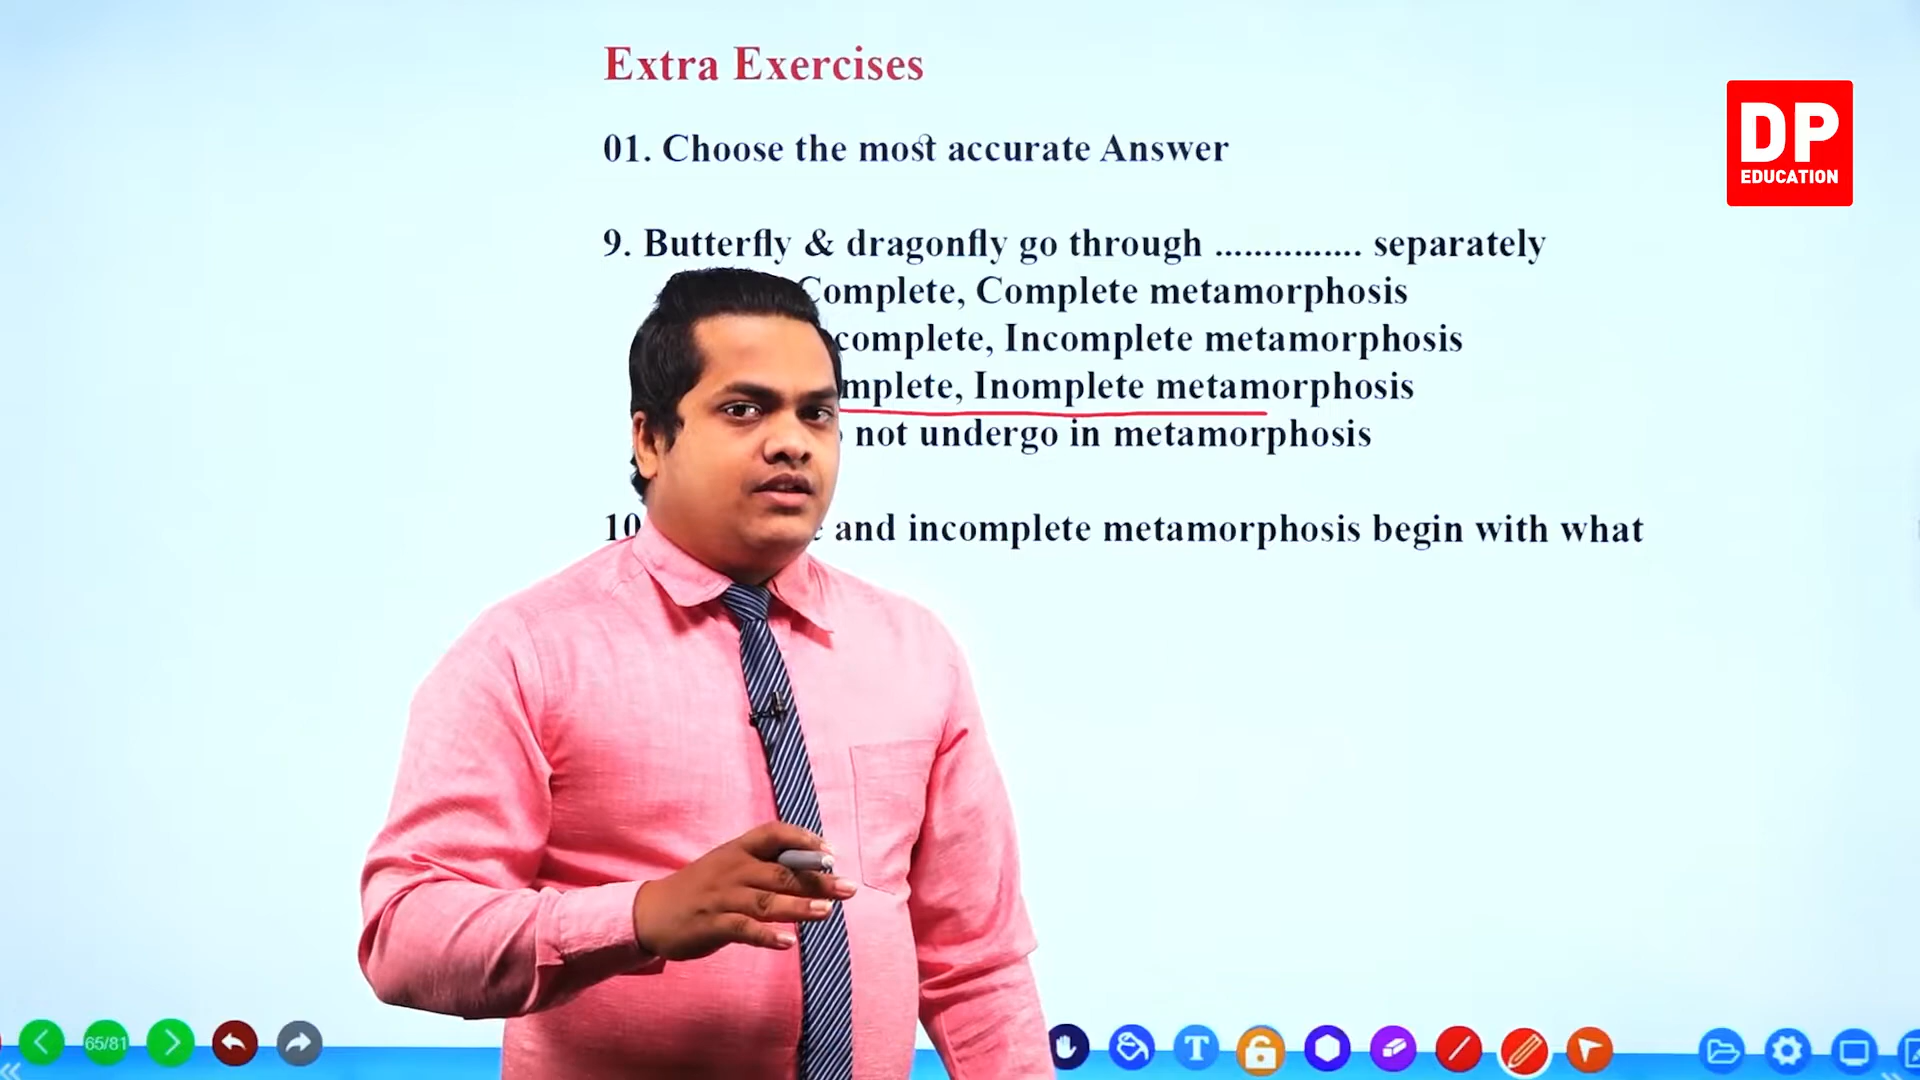 Extra Exercises
01. Choose the most accurate Answer
DP
EDUCATION
9. Butterfly & dragonfly go through ............... separately
Complete, Complete metamorphosis
complete, Incomplete metamorphosis
mplete, Inomplete metamorphosis
not undergo in metamorphosis
10 and incomplete metamorphosis begin with what
65/81
T